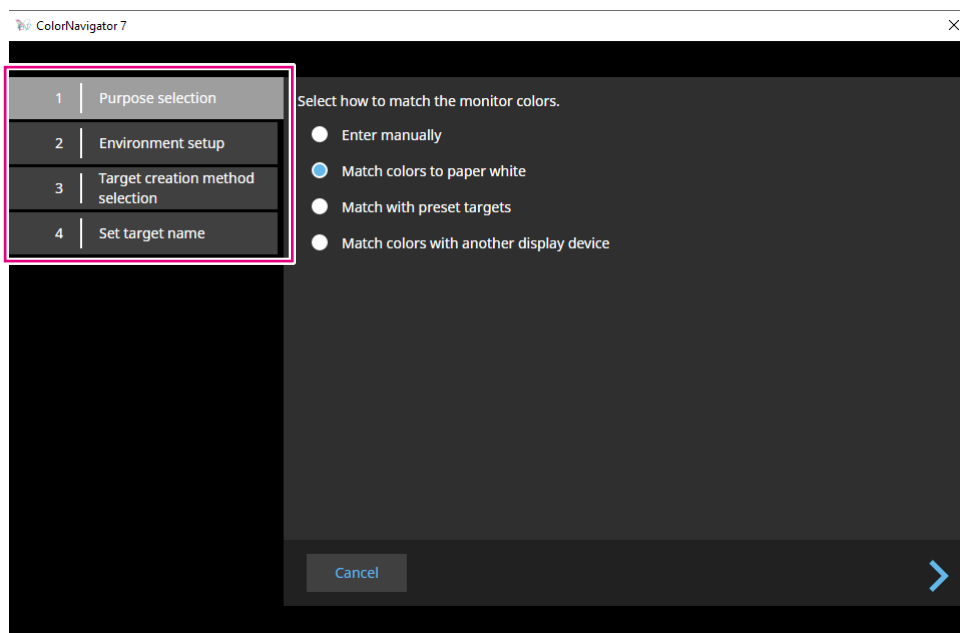 ColorNavigator 7
1 Purpose selection
2 Environment setup
3 Target creation method
selection
4 Set target name
Select how to match the monitor colors.
Enter manually
Match colors to paper white
Match with preset targets
Match colors with another display device
Cancel